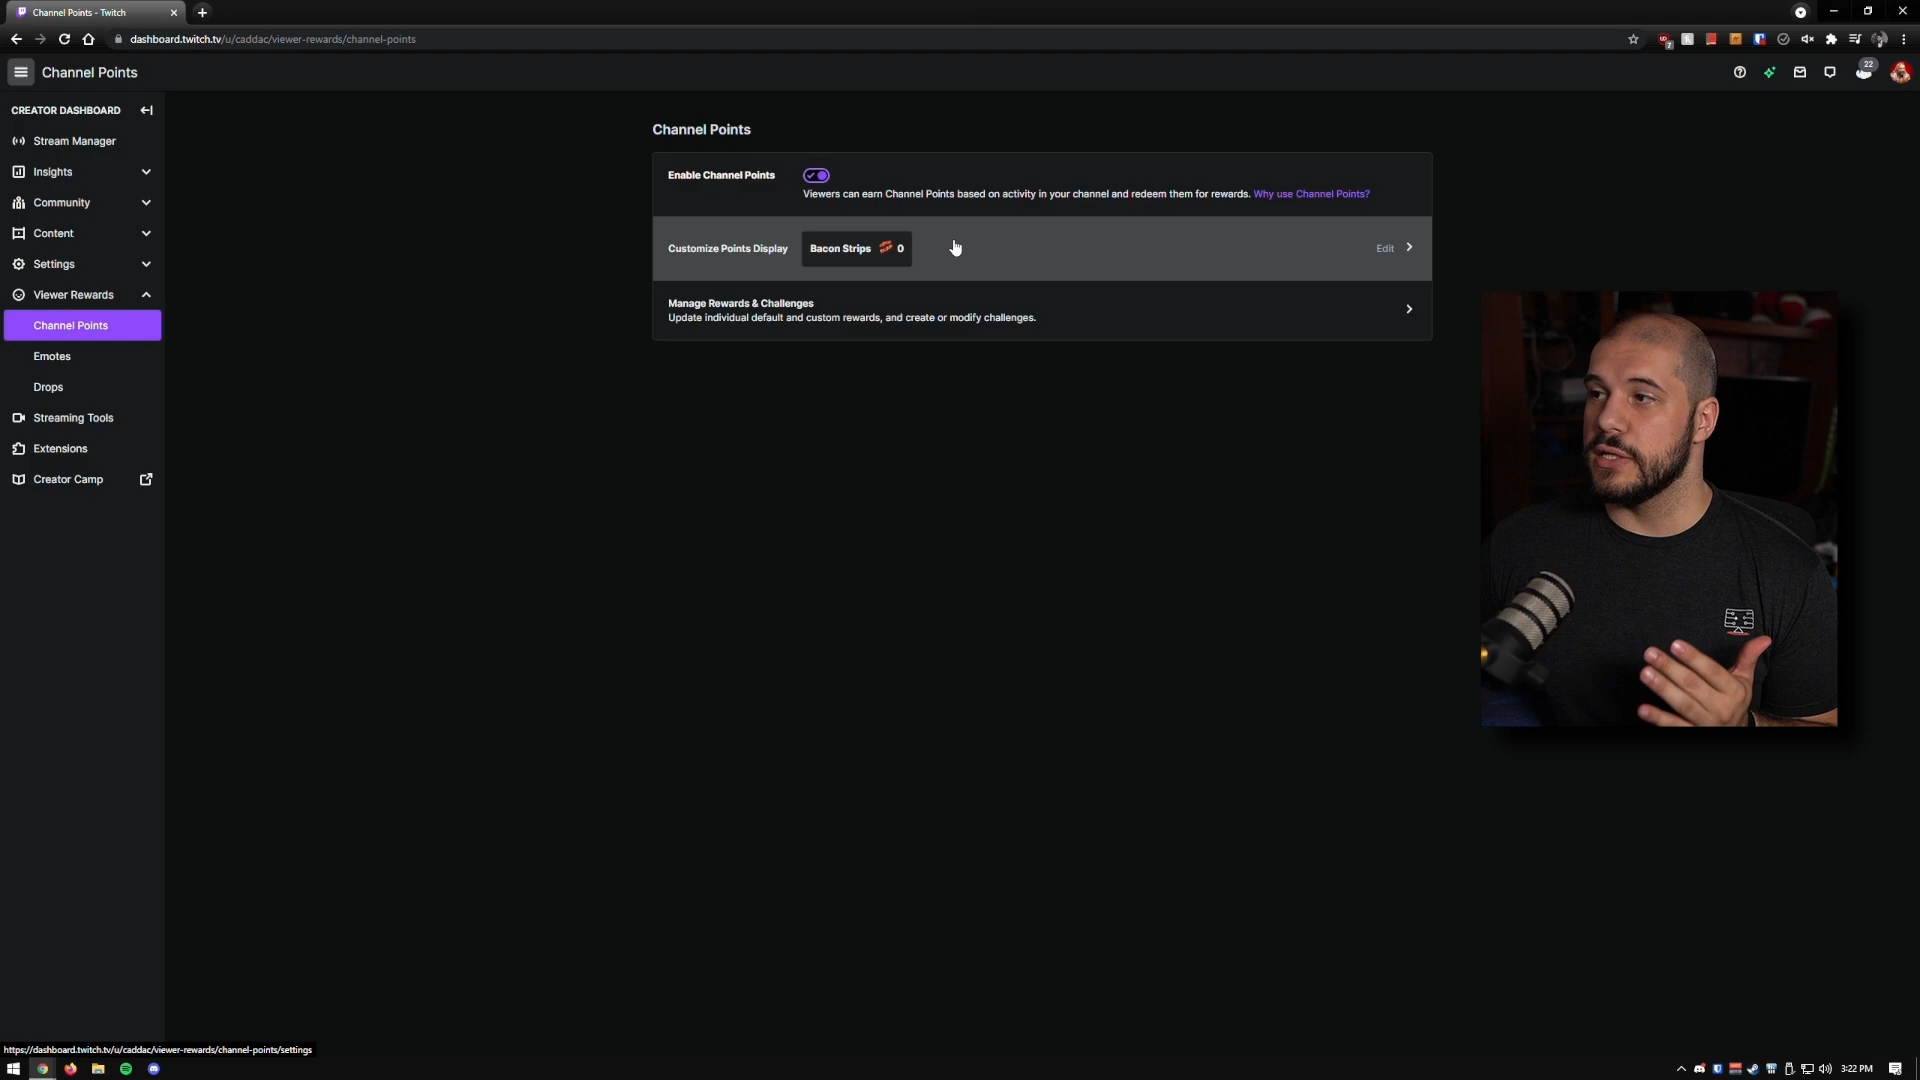 Channel Points - Twitch
dashboard.twitch.tv/u/caddac/viewer-rewards/channel-points
7
Channel Points
22
CREATOR DASHBOARD
Stream Manager
Insights
Community
Content
Settings
Viewer Rewards
Channel Points
Emotes
Drops
Streaming Tools
Extensions
Creator Camp
Channel Points
Enable Channel Points
Viewers can earn Channel Points based on activity in your channel and redeem them for rewards. Why use Channel Points?
Customize Points Display
Bacon Strips 0
Edit
Manage Rewards & Challenges
Update individual default and custom rewards, and create or modify challenges.
https://dashboard.twitch.tv/u/caddac/viewer-rewards/channel-points/settings
3:22 PM